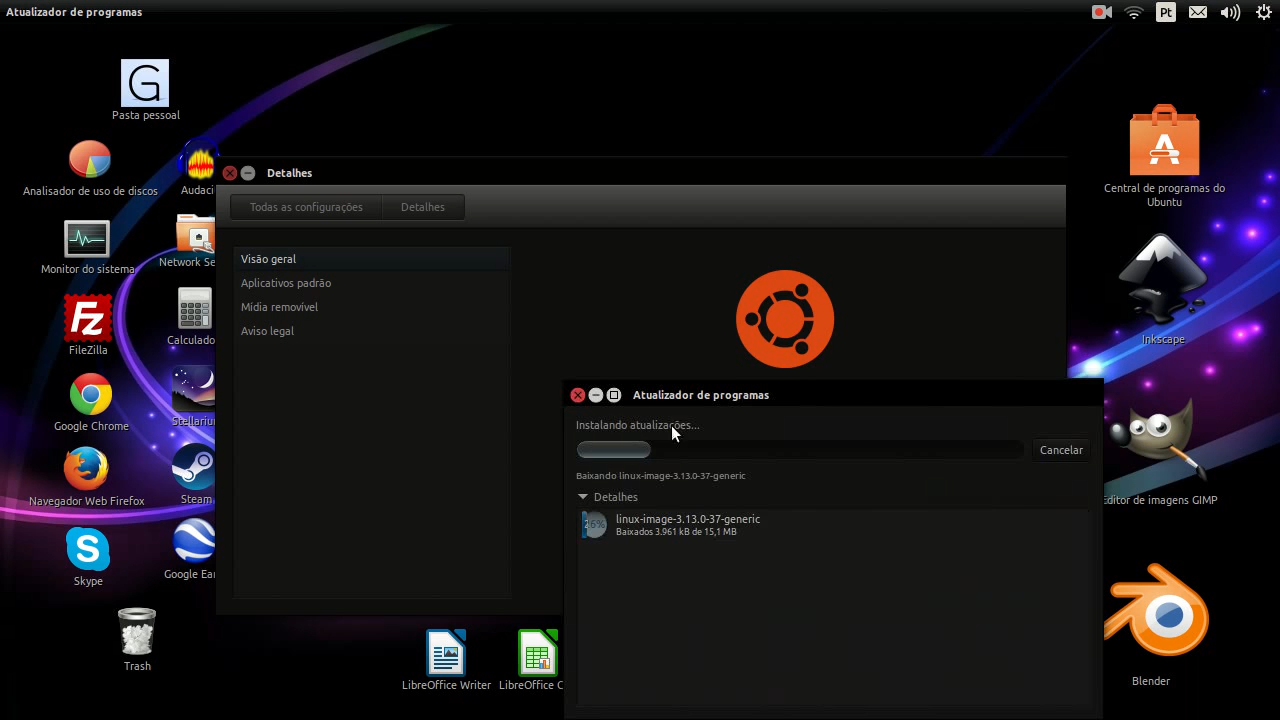 Atualizador de programas
Pt
G
Pasta pessoal
Analisador de uso de discos
Audaci
Monitor do sistema
Network Se
Fz
FileZilla
Calculado
Google Chrome
Stellariu
Navegador Web Firefox
Steam
S
Skype
Google Ear
Trash
Detalhes
Todas as configurações
Detalhes
Visão geral
Aplicativos padrão
Mídia removível
Aviso legal
Atualizador de programas
Instalando atualizações...
Cancelar
Baixando linux-image-3.13.0-37-generic
Detalhes
26%
linux-image-3.13.0-37-generic
Baixados 3.961 kB de 15,1 MB
LibreOffice Writer
LibreOffice C
A
Central de programas do
Ubuntu
Inkscape
Editor de imagens GIMP
Blender